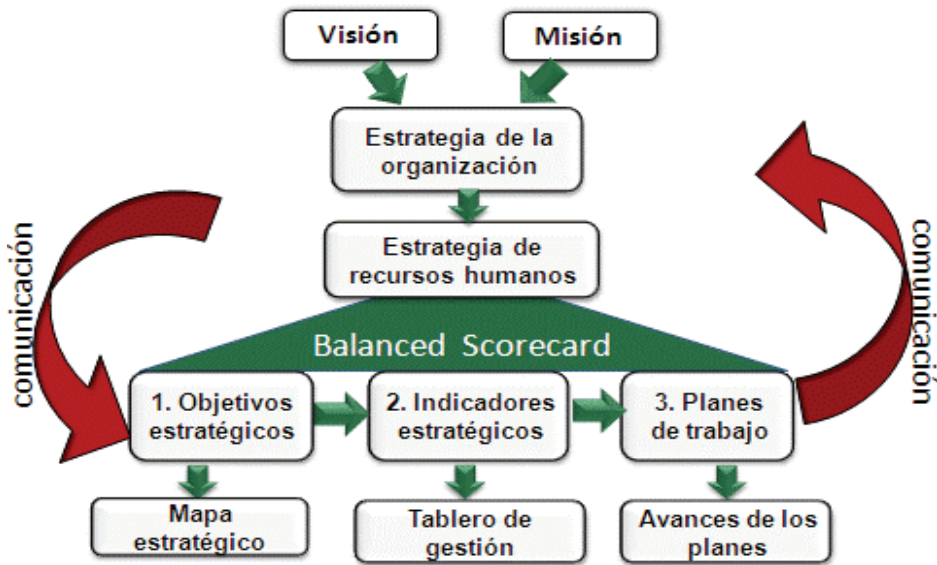 Visión
Misión
Estrategia de la
organización
Estrategia de
recursos humanos
comunicación
comunicación
Balanced Scorecard
1. Objetivos
estratégicos
2. Indicadores
estratégicos
3. Planes
de trabajo
Mapa
estratégico
Tablero de
gestión
Avances de los
planes